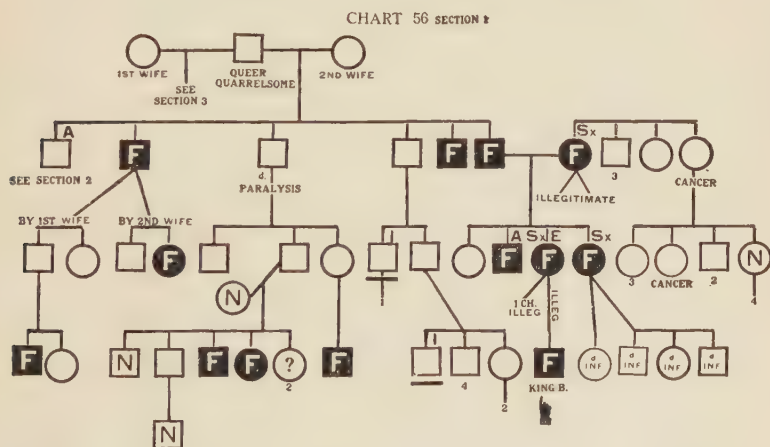 CHART 56 SECTION 1
1ST WIFE
QUEER
QUARRELSOME
2ND WIFE
SEE
SECTION 3
A
F
F
F
Sx
F
3
SEE SECTION 2
d.
PARALYSIS
ILLEGITIMATE
CANCER
BY 1ST WIFE
BY 2ND WIFE
F
A
F
Sx E
F
Sx
F
3
CANCER
2
N
4
N
1 CH.
ILLEG
ILLEG
F
N
F
F
?
2
F
4
2
F
KING B.
d
INF
d
INF
d
INF
d
INF
N